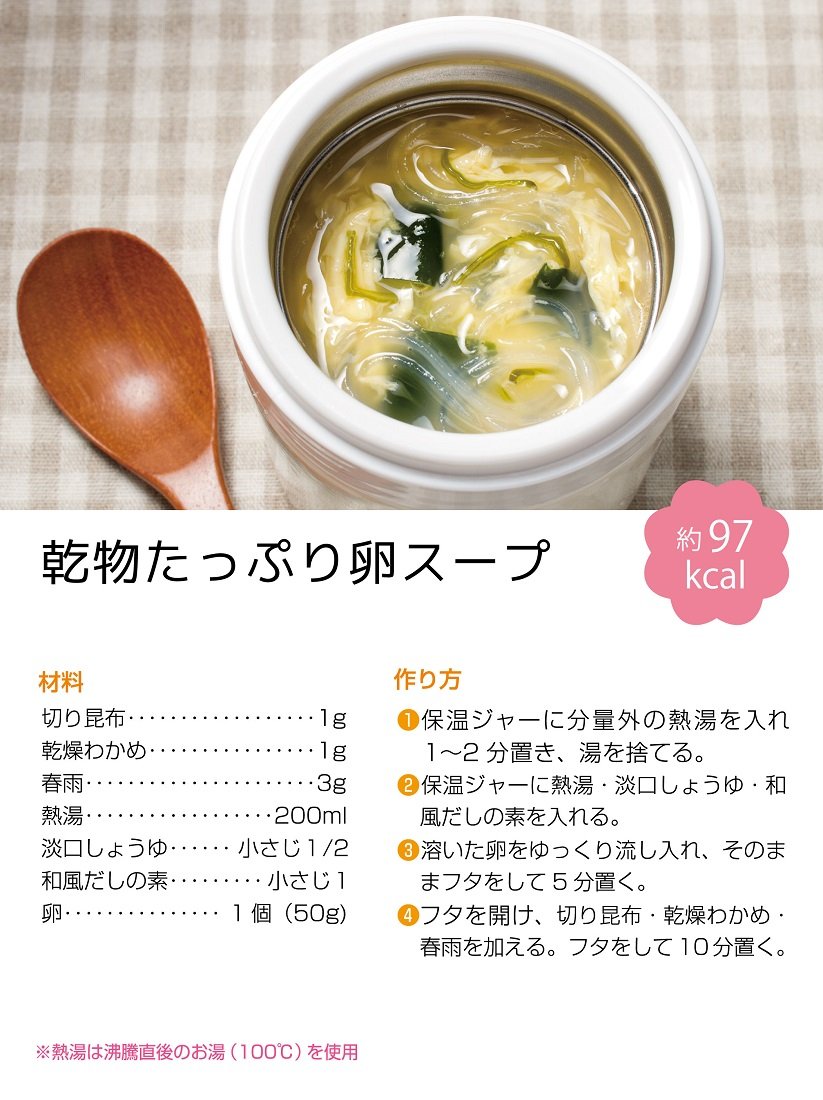 乾物たっぷり卵スープ
約97
kcal
材料
切り昆布··················1g
乾燥わかめ················1g
春雨······················3g
熱湯··················200ml
淡口しょうゆ······ 小さじ1/2
和風だしの素·········小さじ1
卵··············· 1個（50g)
作り方
❶保温ジャーに分量外の熱湯を入れ
1〜2分置き、湯を捨てる。
❷保温ジャーに熱湯・淡口しょうゆ・和
風だしの素を入れる。
❸溶いた卵をゆっくり流し入れ、そのま
まフタをして5分置く。
❹フタを開け、切り昆布・乾燥わかめ・
春雨を加える。フタをして10分置く。
※熱湯は沸騰直後のお湯（100℃）を使用